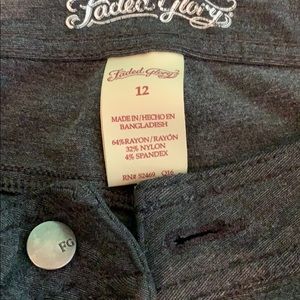 Faded Glory
Faded Glory
12
MADE IN/HECHO EN
BANGLADESH
64% RAYON/RAYÓN
32% NYLON
4% SPANDEX
RN# 52469 Q16
FG